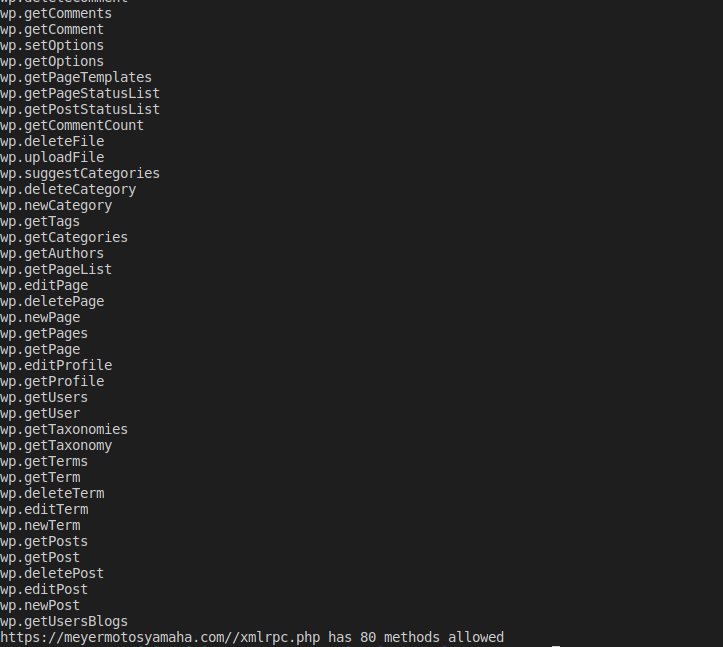 wp.deleteComment
wp.getComments
wp.getComment
wp.setOptions
wp.getOptions
wp.getPageTemplates
wp.getPageStatusList
wp.getPostStatusList
wp.getCommentCount
wp.deleteFile
wp.uploadFile
wp.suggestCategories
wp.deleteCategory
wp.newCategory
wp.getTags
wp.getCategories
wp.getAuthors
wp.getPageList
wp.editPage
wp.deletePage
wp.newPage
wp.getPages
wp.getPage
wp.editProfile
wp.getProfile
wp.getUsers
wp.getUser
wp.getTaxonomies
wp.getTaxonomy
wp.getTerms
wp.getTerm
wp.deleteTerm
wp.editTerm
wp.newTerm
wp.getPosts
wp.getPost
wp.deletePost
wp.editPost
wp.newPost
wp.getUsersBlogs
https://meyermotosyamaha.com//xmlrpc.php has 80 methods allowed